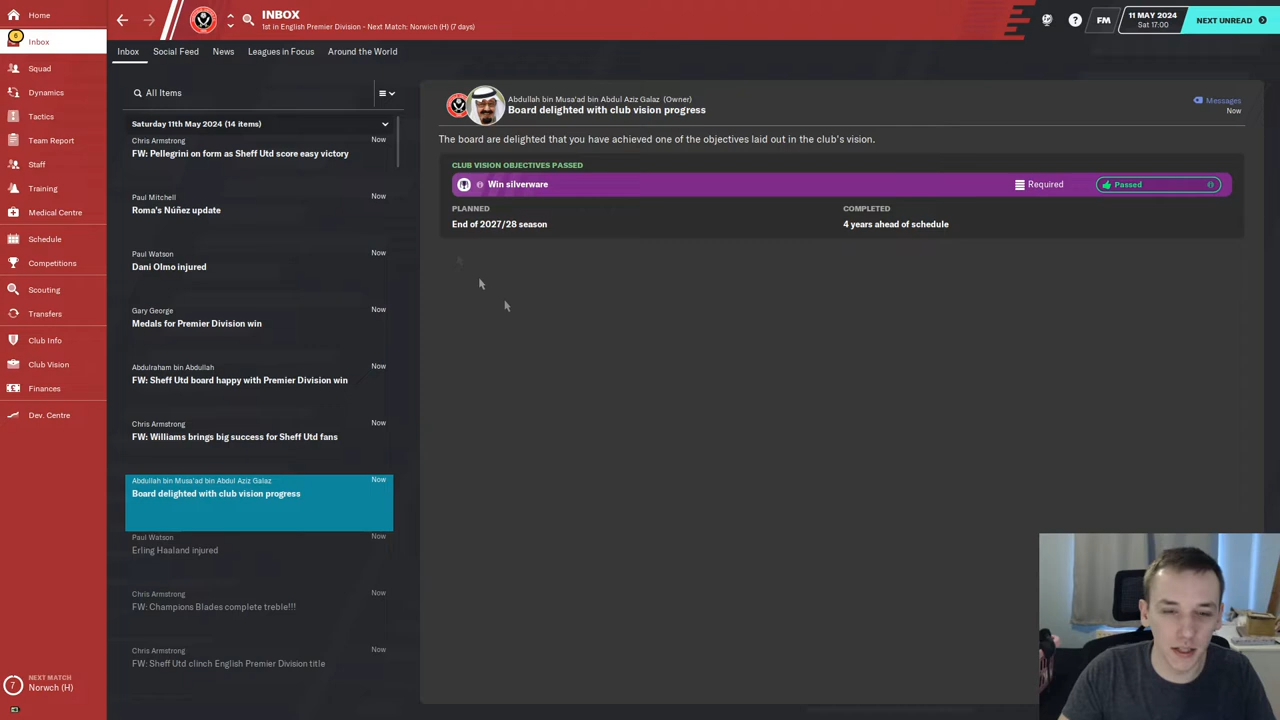 Home
INBOX
1st in English Premier Division - Next Match: Norwich (H) (7 days)
FM
11 MAY 2024
Sat 17:00
NEXT UNREAD
Inbox
Squad
Dynamics
Tactics
Team Report
Staff
Training
Medical Centre
Schedule
Competitions
Scouting
Transfers
Club Info
Club Vision
Finances
Dev. Centre
NEXT MATCH
7
Norwch (H)
Inbox
Social Feed
News
Leagues in Focus
Around the World
All Items
Saturday 11th May 2024 (14 items)
Chris Armstrong
Now
FW: Pellegrini on form as Sheff Utd score easy victory
Paul Mitchell
Now
Roma's Núñez update
Paul Watson
Now
Dani Olmo injured
Gary George
Now
Medals for Premier Division win
Abdulraham bin Abdullah
Now
FW: Sheff Utd board happy with Premier Division win
Chris Armstrong
Now
FW: Williams brings big success for Sheff Utd fans
Abdullah bin Musa'ad bin Abdul Aziz Galaz
Now
Board delighted with club vision progress
Paul Watson
Now
Erling Haaland injured
Chris Armstrong
Now
FW: Champions Blades complete treble!!!
Chris Armstrong
Now
FW: Sheff Utd clinch English Premier Division title
Abdullah bin Musa'ad bin Abdul Aziz Galaz (Owner)
Board delighted with club vision progress
Messages
Now
The board are delighted that you have achieved one of the objectives laid out in the club's vision.
CLUB VISION OBJECTIVES PASSED
Win silverware
Required
Passed
PLANNED
COMPLETED
End of 2027/28 season
4 years ahead of schedule